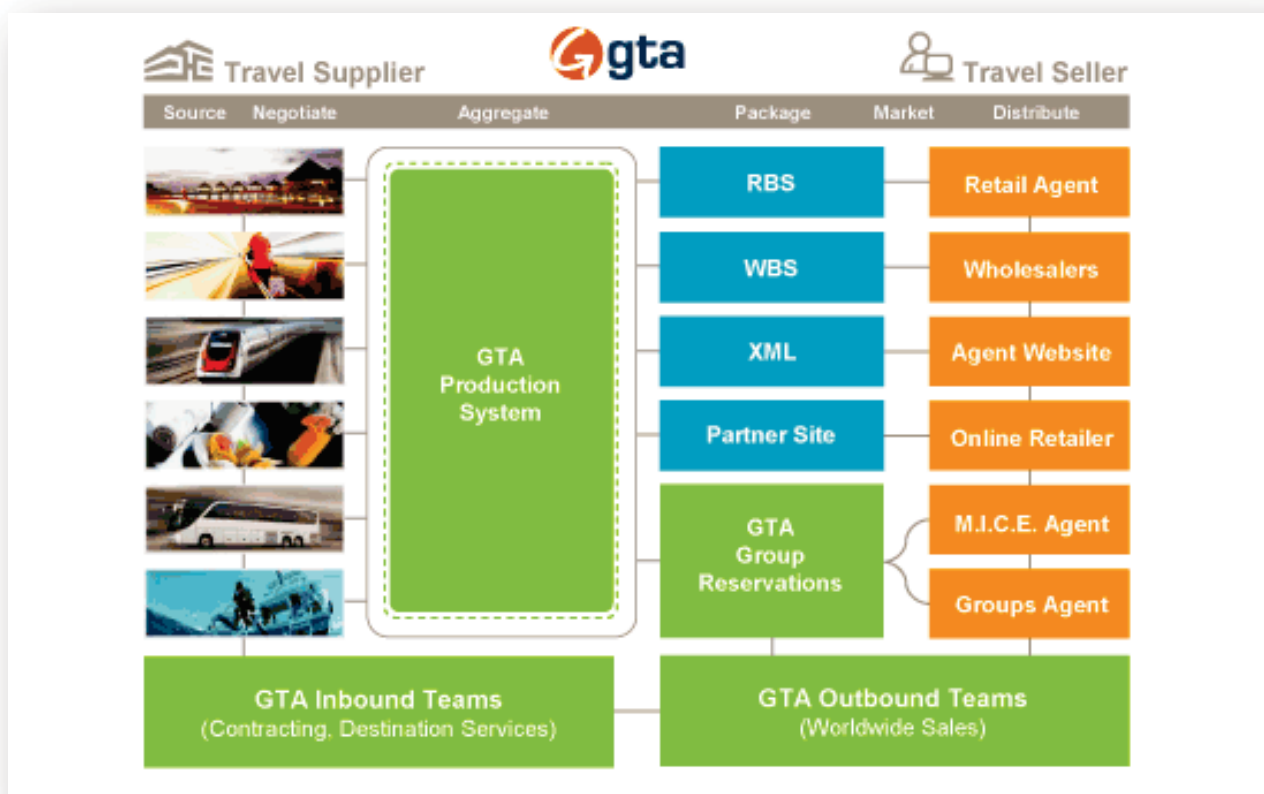 Travel Supplier
gta
Travel Seller
Source Negotiate Aggregate Package Market Distribute
RBS
Retail Agent
WBS
Wholesalers
GTA
Production
System
XML
Agent Website
Partner Site
Online Retailer
GTA
Group
Reservations
M.I.C.E. Agent
Groups Agent
GTA Inbound Teams
(Contracting, Destination Services)
GTA Outbound Teams
(Worldwide Sales)